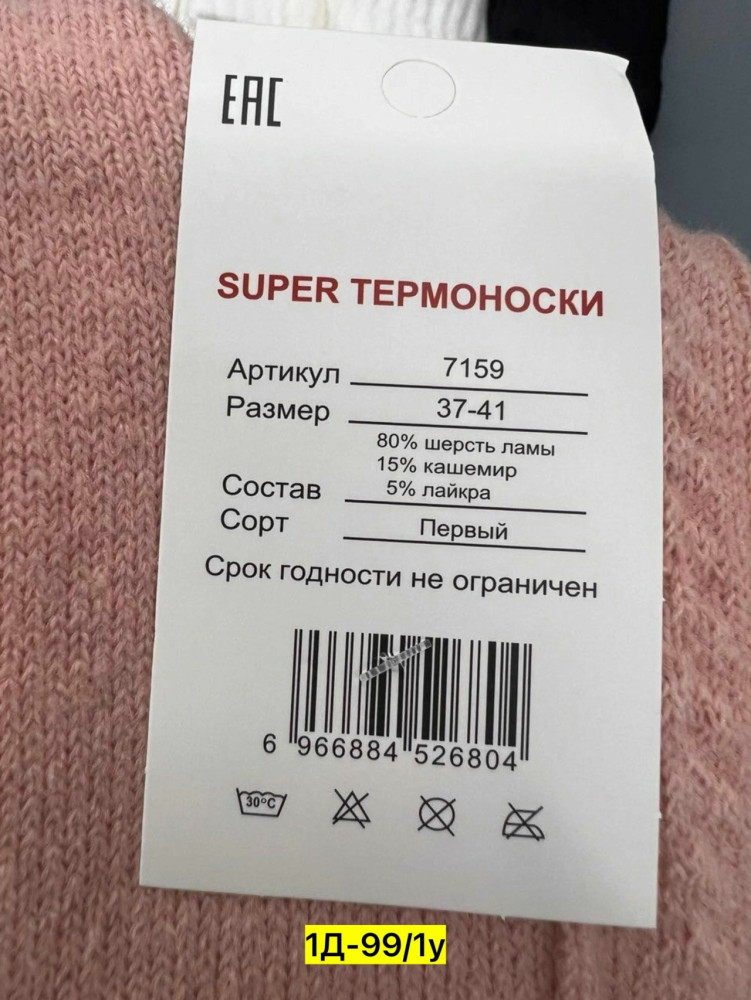 EAC
SUPER ТЕРМОНОСКИ
Артикул 7159
Размер 37-41
80% шерсть ламы
15% кашемир
Состав 5% лайкра
Сорт Первый
Срок годности не ограничен
6 966884 526804
30°C
1Д-99/1у